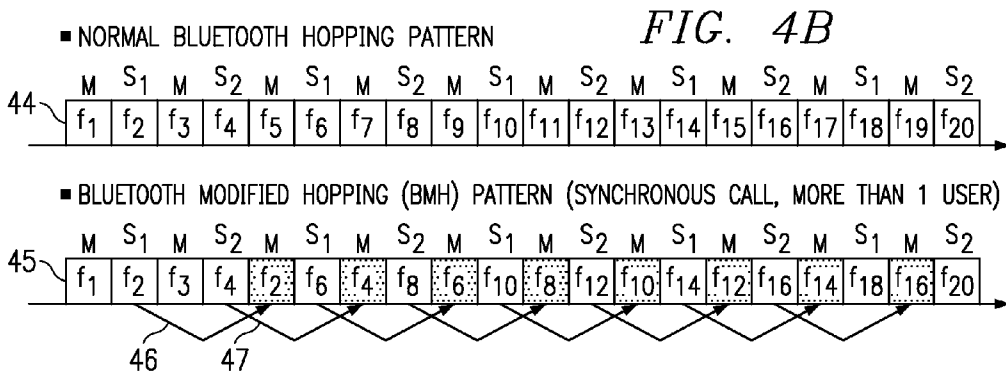 FIG. 4B
■ NORMAL BLUETOOTH HOPPING PATTERN
M S1 M S2 M S1 M S2 M S1 M S2 M S1 M S2 M S1 M S2
44 f1 f2 f3 f4 f5 f6 f7 f8 f9 f10 f11 f12 f13 f14 f15 f16 f17 f18 f19 f20
■ BLUETOOTH MODIFIED HOPPING (BMH) PATTERN (SYNCHRONOUS CALL, MORE THAN 1 USER)
M S1 M S2 M S1 M S2 M S1 M S2 M S1 M S2 M S1 M S2
45 f1 f2 f3 f4 f2 f6 f4 f8 f6 f10 f8 f12 f10 f14 f12 f16 f14 f18 f16 f20
46 47